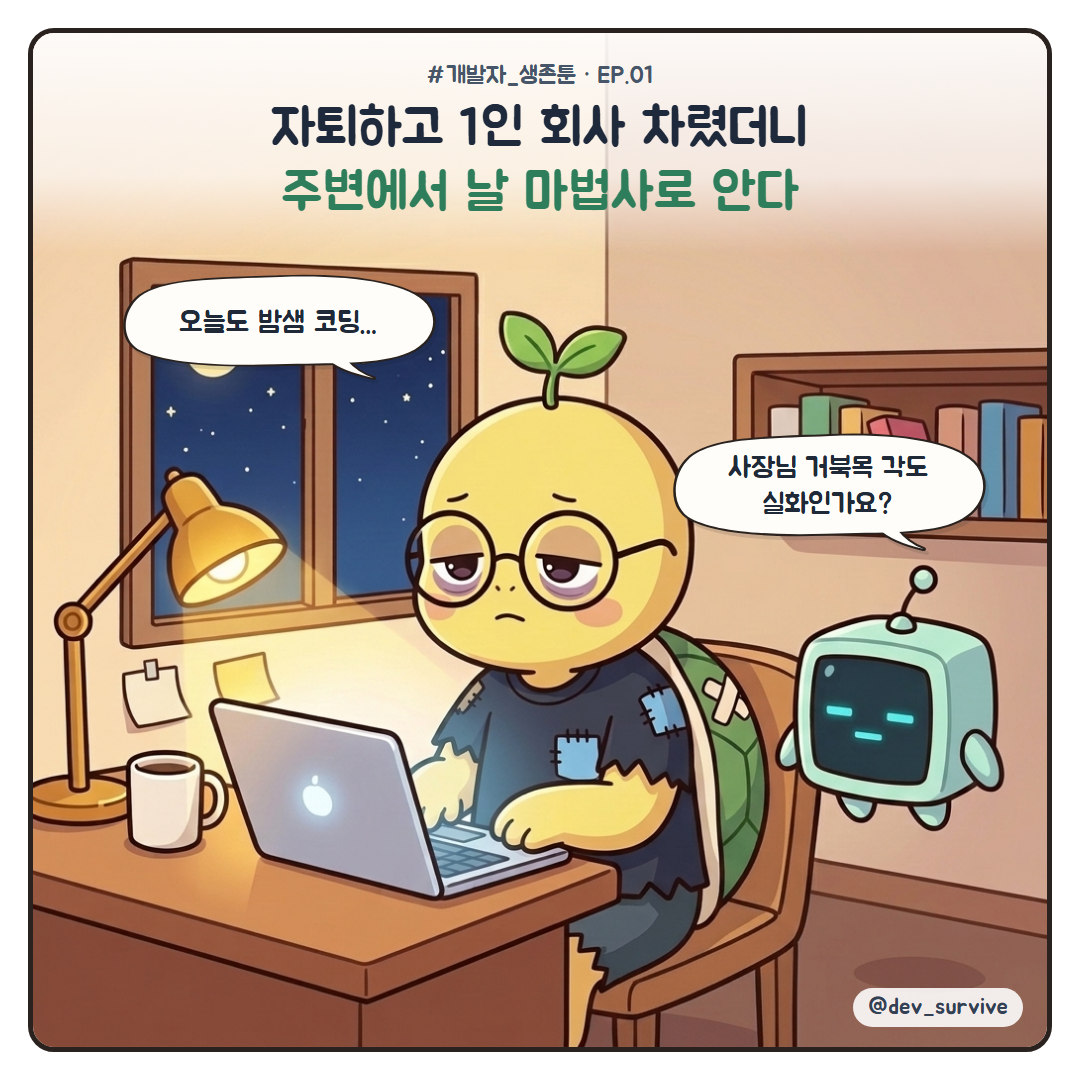 #개발자_생존툰 · EP.01
자퇴하고 1인 회사 차렸더니
주변에서 날 마법사로 안다
오늘도 밤샘 코딩...
사장님 거북목 각도
실화인가요?
@dev_survive